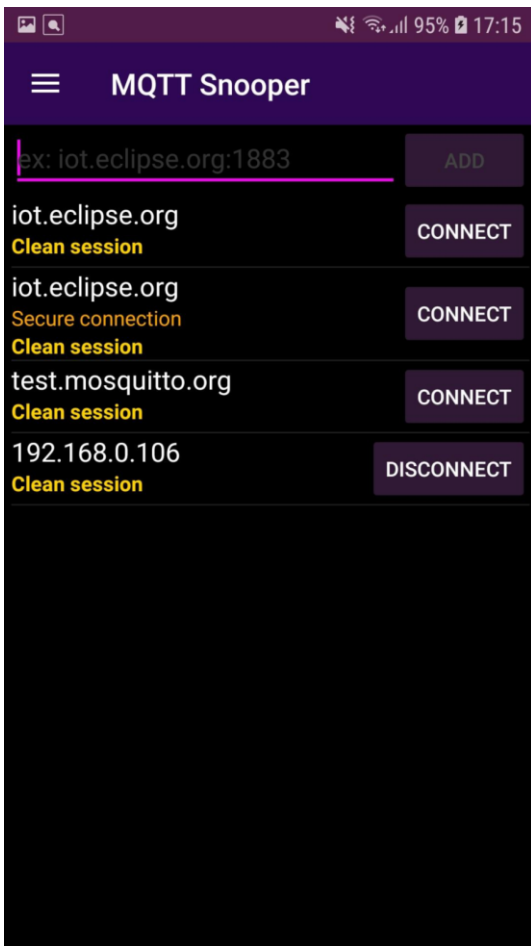 95% 17:15
MQTT Snooper
ex: iot.eclipse.org:1883 ADD
iot.eclipse.org
Clean session
CONNECT
iot.eclipse.org
Secure connection
Clean session
CONNECT
test.mosquitto.org
Clean session
CONNECT
192.168.0.106
Clean session
DISCONNECT